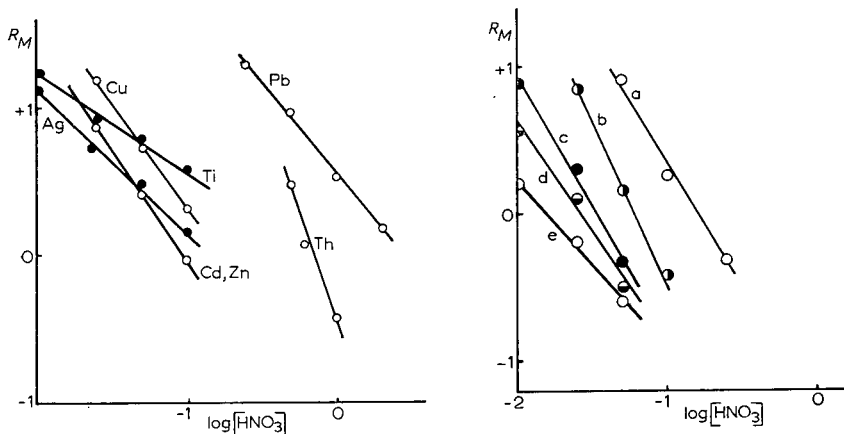 R_M
+1
0
-1
Cu
Ag
Ti
Cd, Zn
Pb
Th
-1
0
log[HNO₃]
R_M
+1
0
-1
a
b
c
d
e
-2
-1
0
log[HNO₃]